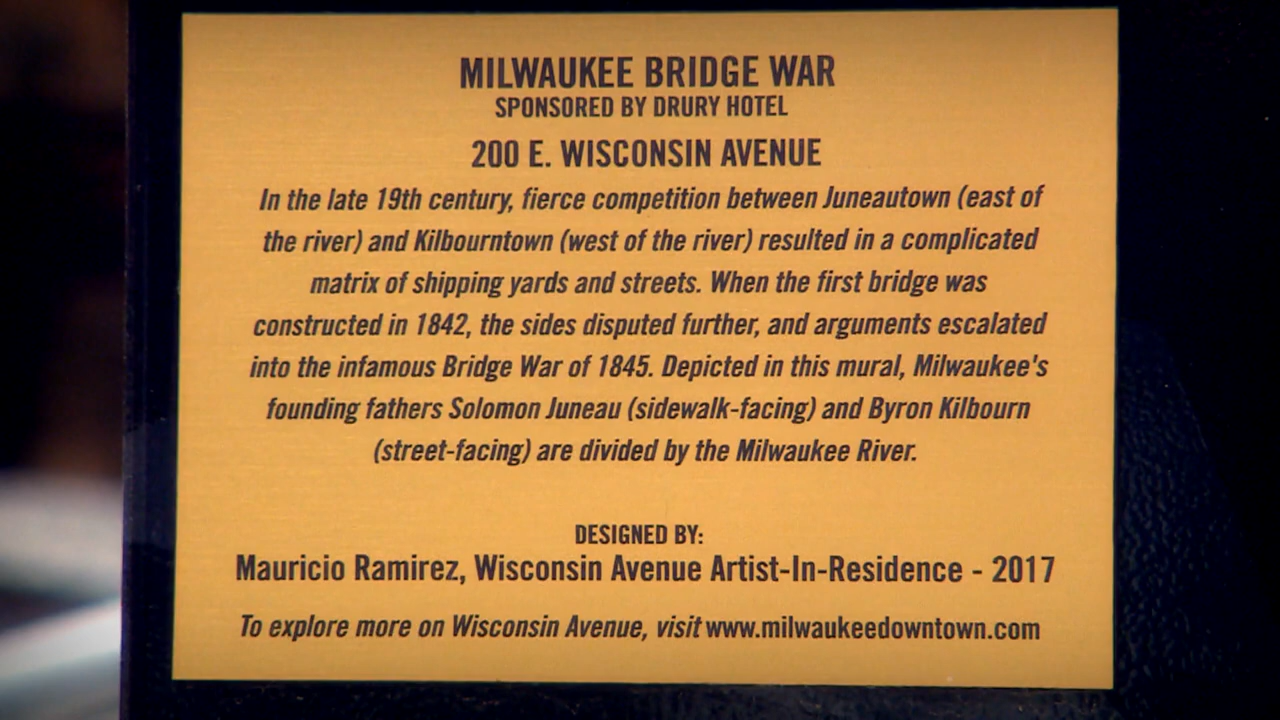 MILWAUKEE BRIDGE WAR
SPONSORED BY DRURY HOTEL
200 E. WISCONSIN AVENUE
In the late 19th century, fierce competition between Juneautown (east of
the river) and Kilbourntown (west of the river) resulted in a complicated
matrix of shipping yards and streets. When the first bridge was
constructed in 1842, the sides disputed further, and arguments escalated
into the infamous Bridge War of 1845. Depicted in this mural, Milwaukee's
founding fathers Solomon Juneau (sidewalk-facing) and Byron Kilbourn
(street-facing) are divided by the Milwaukee River.
DESIGNED BY:
Mauricio Ramirez, Wisconsin Avenue Artist-In-Residence - 2017
To explore more on Wisconsin Avenue, visit www.milwaukeedowntown.com